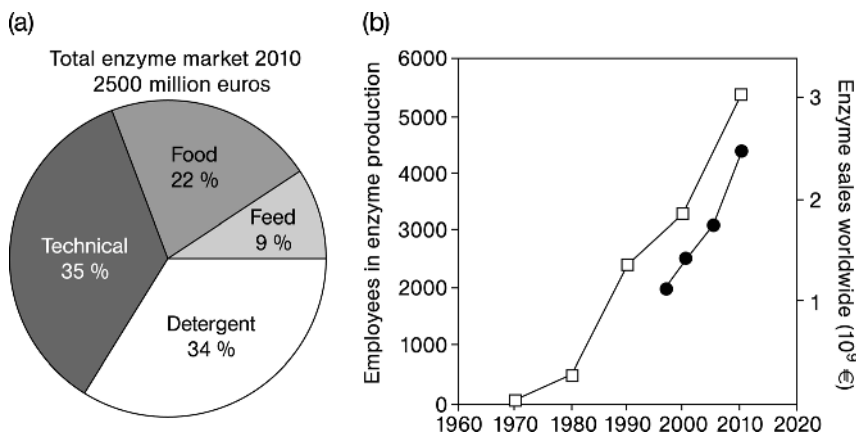 (a)
Total enzyme market 2010
2500 million euros
Food
22 %
Feed
9 %
Technical
35 %
Detergent
34 %
(b)
Employees in enzyme production
6000
5000
4000
3000
2000
1000
0
1960 1970 1980 1990 2000 2010 2020
3
2
1
Enzyme sales worldwide (10⁹ €)